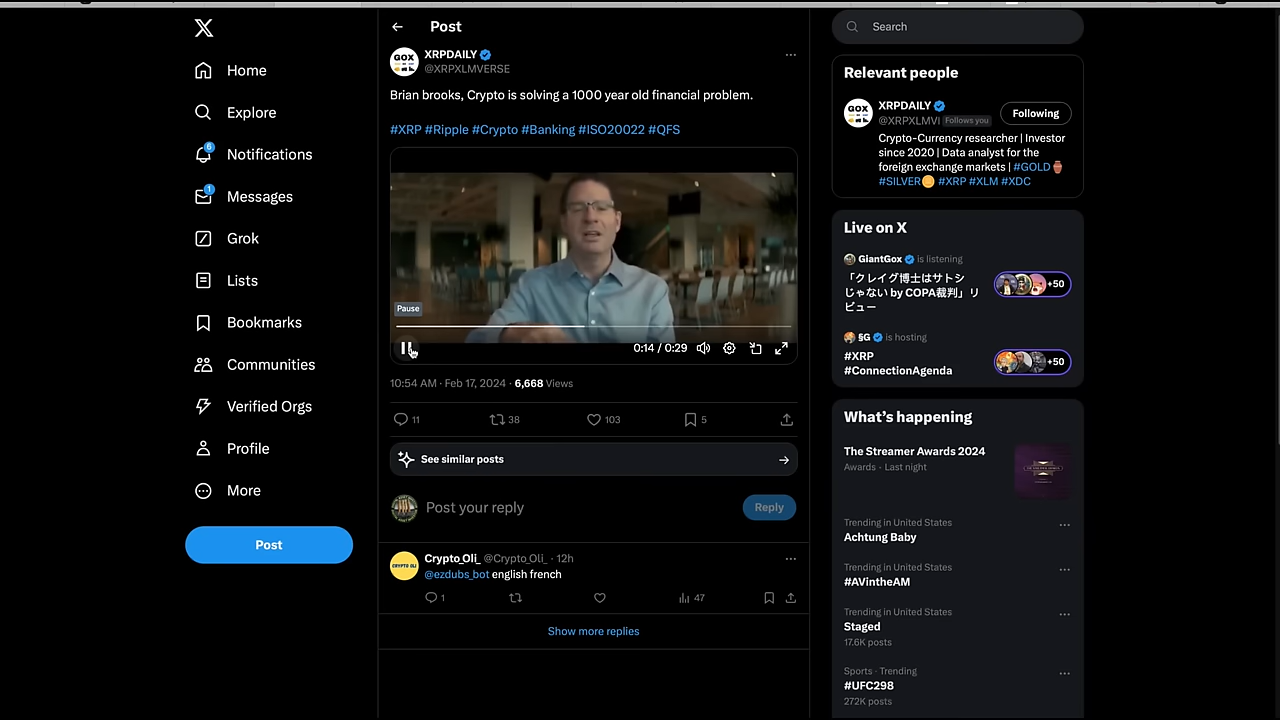 Home
Explore
6
Notifications
1
Messages
Grok
Lists
Bookmarks
Communities
Verified Orgs
Profile
More
Post
Post
GOX
XRPDAILY
@XRPXLMVERSE
Brian brooks, Crypto is solving a 1000 year old financial problem.
#XRP #Ripple #Crypto #Banking #ISO20022 #QFS
Pause
0:14 / 0:29
10:54 AM · Feb 17, 2024 · 6,668 Views
11
38
103
5
See similar posts
Post your reply
Reply
CRYPTO OLI
Crypto_Oli_ @Crypto_Oli_ · 12h
@ezdubs_bot english french
1
47
Show more replies
Search
Relevant people
GOX
XRPDAILY
@XRPXLMVI Follows you
Following
Crypto-Currency researcher | Investor
since 2020 | Data analyst for the
foreign exchange markets | #GOLD🏺
#SILVER🪙 #XRP #XLM #XDC
Live on X
GiantGox is listening
「クレイグ博士はサトシ
じゃない by COPA裁判」リ
ビュー
+50
§G is hosting
#XRP
#ConnectionAgenda
+50
What's happening
The Streamer Awards 2024
Awards · Last night
Trending in United States
Achtung Baby
Trending in United States
#AVintheAM
Trending in United States
Staged
17.6K posts
Sports · Trending
#UFC298
272K posts